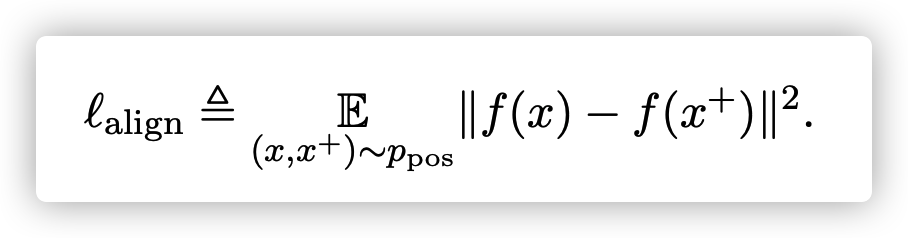 ℓ_align ≜ 𝔼_{(x,x⁺)∼p_pos} ‖f(x) − f(x⁺)‖².